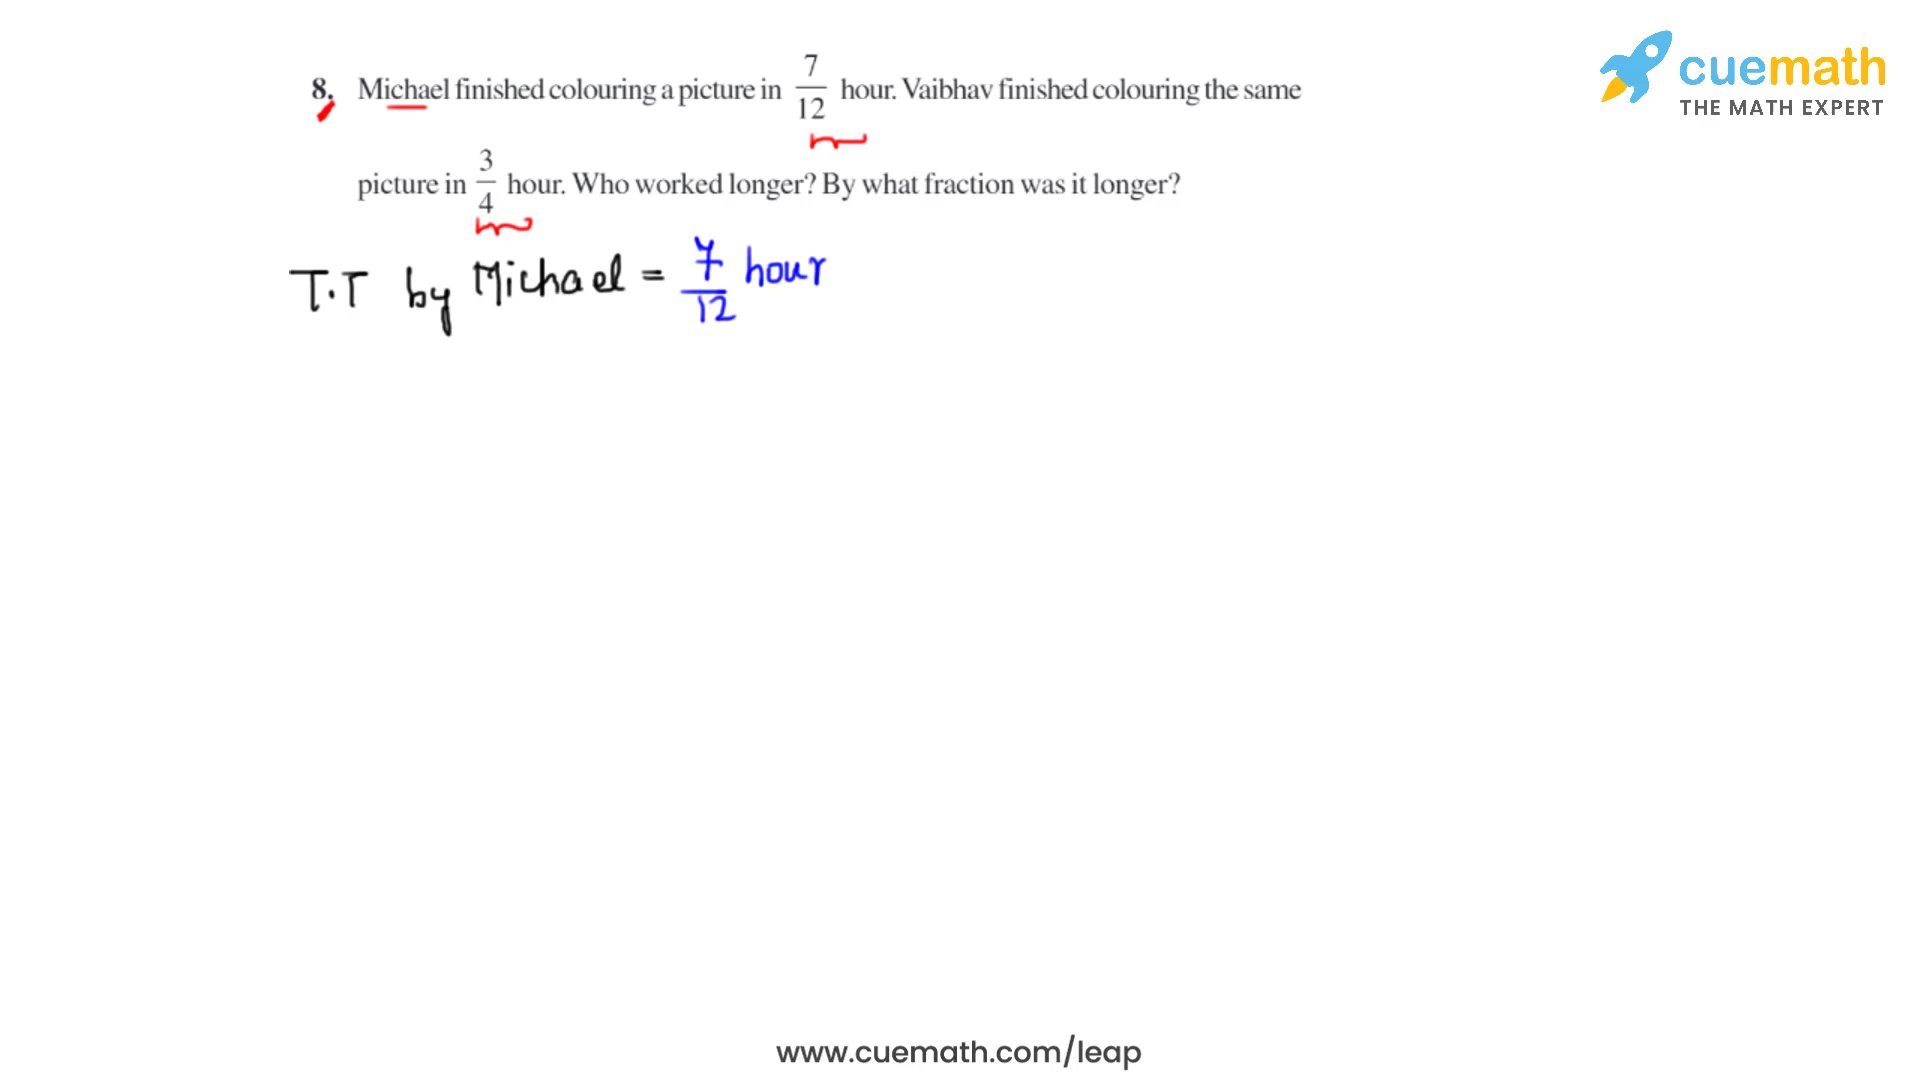 cuemath
THE MATH EXPERT
8. Michael finished colouring a picture in 7/12 hour. Vaibhav finished colouring the same
picture in 3/4 hour. Who worked longer? By what fraction was it longer?
T.T by Michael = 7/12 hour
www.cuemath.com/leap